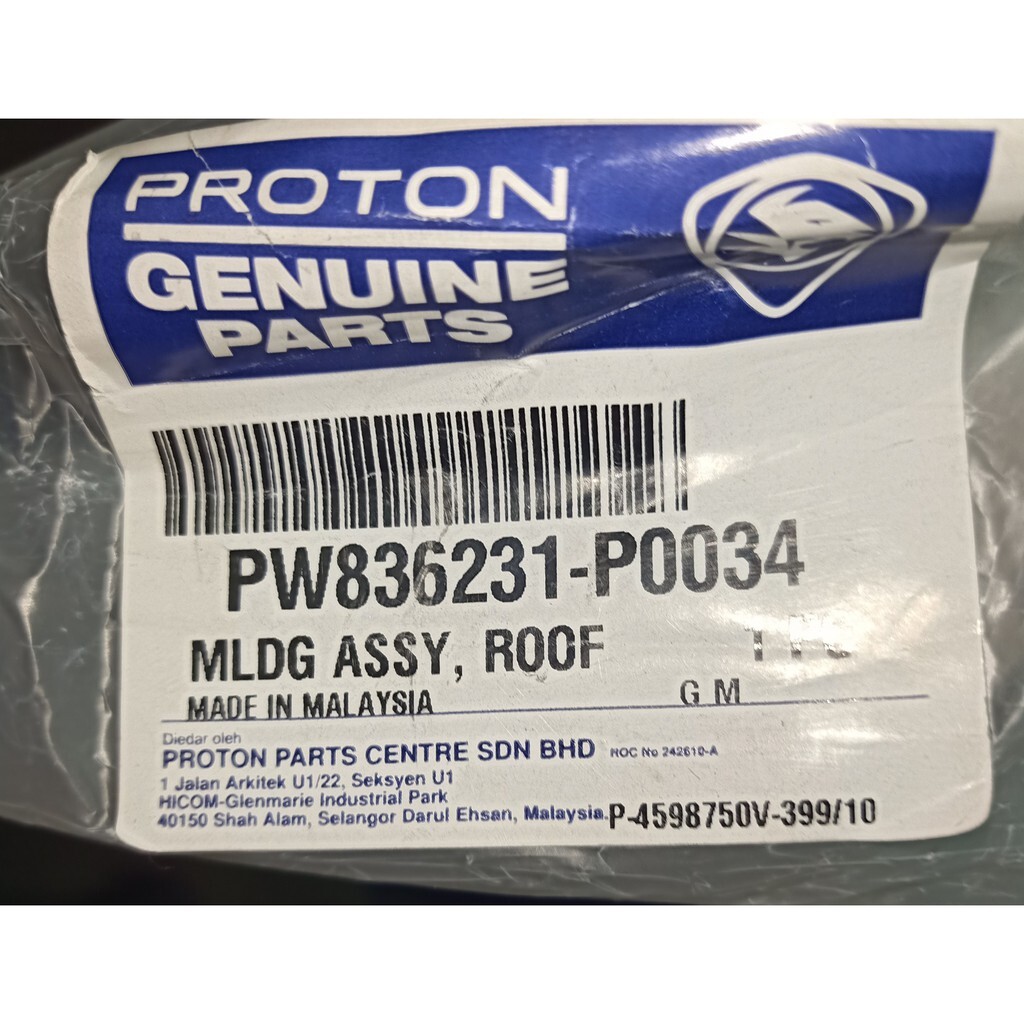 PROTON
GENUINE
PARTS
PW836231-P0034
MLDG ASSY, ROOF
MADE IN MALAYSIA G M
Diedar oleh
PROTON PARTS CENTRE SDN BHD ROC No 242610-A
1 Jalan Arkitek U1/22, Seksyen U1
HICOM-Glenmarie Industrial Park
40150 Shah Alam, Selangor Darul Ehsan, Malaysia. P-4598750V-399/10